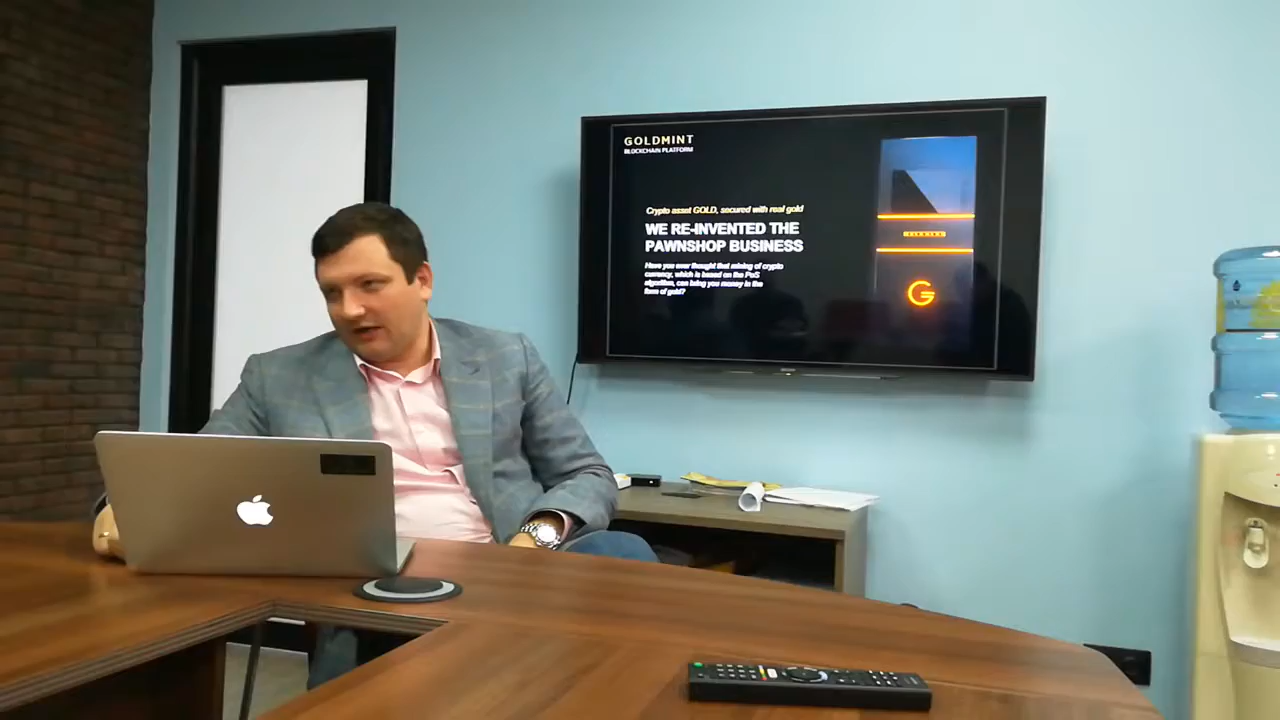 GOLDMINT
BLOCKCHAIN PLATFORM
Crypto asset GOLD, secured with real gold
WE RE-INVENTED THE
PAWNSHOP BUSINESS
Have you ever thought that mining of crypto
currency, which is based on the PoS
algorithm, can bring you money in the
form of gold?